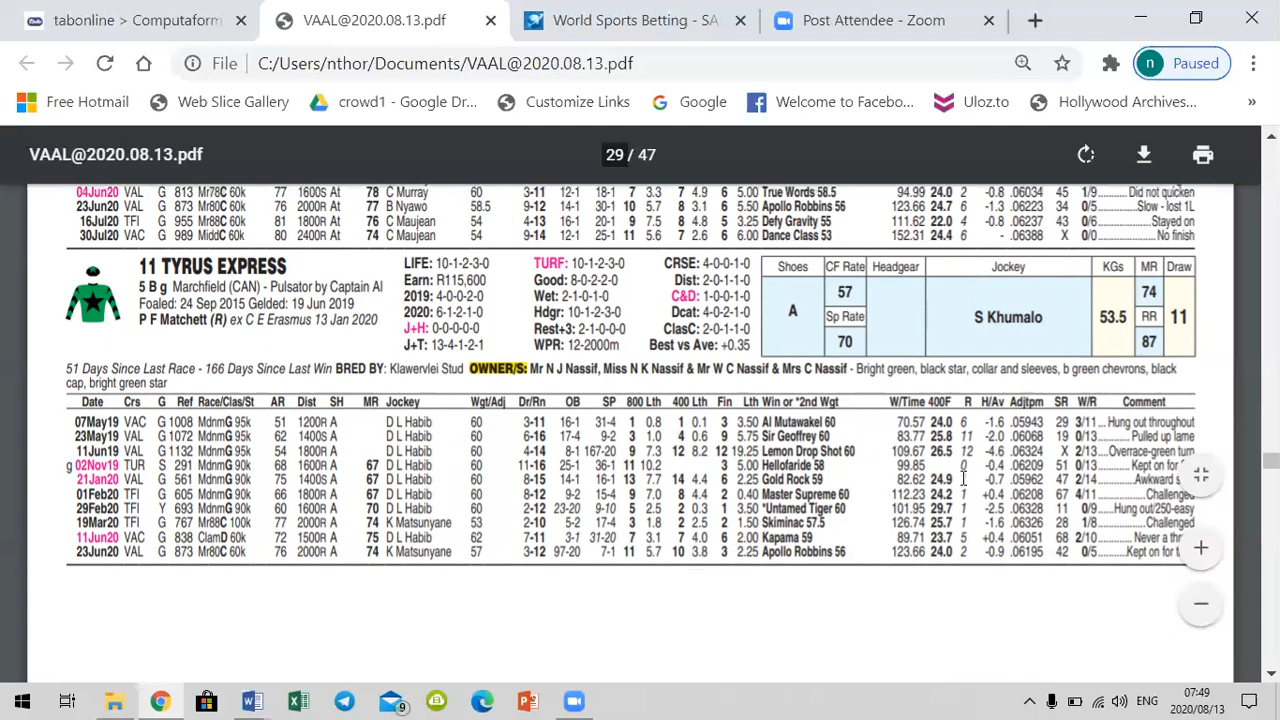 tabonline > Computaform
VAAL@2020.08.13.pdf
World Sports Betting - SA
Post Attendee - Zoom
File
C:/Users/nthor/Documents/VAAL@2020.08.13.pdf
n Paused
Free Hotmail
Web Slice Gallery
crowd1 - Google Dr...
Customize Links
Google
Welcome to Facebo...
Uloz.to
Hollywood Archives...
»
VAAL@2020.08.13.pdf
29 / 47
04Jun20 VAL G 813 Mr78C 60k 77 1600S At 78 C Murray 60 3-11 12-1 18-1 7 3.3 7 4.9 6 5.00 True Words 58.5 94.99 24.0 2 -0.8 .06034 45 1/9 Did not quicken
23Jun20 VAL G 873 Mr80C 60k 76 2000R At 77 B Nyawo 58.5 9-12 14-1 30-1 10 5.7 8 3.1 6 5.50 Apollo Robbins 56 123.66 24.7 6 -1.3 .06223 34 0/5 Slow - lost 1L
16Jul20 TFI G 955 Mr88C 60k 81 1800R At 76 C Maujean 54 4-13 16-1 20-1 9 7.5 8 4.8 5 3.25 Defy Gravity 55 111.62 22.0 4 -0.8 .06237 43 0/6 Stayed on
30Jul20 VAC G 989 MiddC 60k 80 2400R At 74 C Maujean 54 9-14 12-1 25-1 11 5.6 7 2.6 6 6.00 Dance Class 53 152.31 24.4 6 - .06388 X 0/0 No finish
11 TYRUS EXPRESS
5 B g Marchfield (CAN) - Pulsator by Captain Al
Foaled: 24 Sep 2015 Gelded: 19 Jun 2019
P F Matchett (R) ex C E Erasmus 13 Jan 2020
LIFE: 10-1-2-3-0 TURF: 10-1-2-3-0 CRSE: 4-0-0-1-0
Earn: R115,600 Good: 8-0-2-2-0 Dist: 2-0-1-1-0
2019: 4-0-0-2-0 Wet: 2-1-0-1-0 C&D: 1-0-0-1-0
2020: 6-1-2-1-0 Hdgr: 10-1-2-3-0 Dcat: 4-0-2-1-0
J+H: 0-0-0-0-0 Rest+3: 2-1-0-0-0 ClasC: 2-0-1-1-0
J+T: 13-4-1-2-1 WPR: 12-2000m Best vs Ave: +0.35
Shoes CF Rate Headgear Jockey KGs MR Draw
A 57 S Khumalo 53.5 74 11
Sp Rate RR
70 87
51 Days Since Last Race - 166 Days Since Last Win BRED BY: Klawervlei Stud OWNER/S: Mr N J Nassif, Miss N K Nassif & Mr W C Nassif & Mrs C Nassif - Bright green, black star, collar and sleeves, b green chevrons, black
cap, bright green star
Date Crs G Ref Race/Clas/St AR Dist SH MR Jockey Wgt/Adj Dr/Rn OB SP 800 Lth 400 Lth Fin Lth Win or *2nd Wgt W/Time 400F R H/Av Adjtpm SR W/R Comment
07May19 VAC G 1008 MdnmG 95k 51 1200R A D L Habib 60 3-11 16-1 31-4 1 0.8 1 0.1 3 3.50 Al Mutawakel 60 70.57 24.0 6 -1.6 .05943 29 3/11 Hung out throughout
23May19 VAL G 1072 MdnmG 95k 62 1400S A D L Habib 60 6-16 17-4 9-2 3 1.0 4 0.6 9 5.75 Sir Geoffrey 60 83.77 25.8 11 -2.0 .06068 19 0/13 Pulled up lame
11Jun19 VAL G 1132 MdnmG 95k 54 1800R A D L Habib 60 4-14 8-1 167-20 9 7.3 12 8.2 12 19.25 Lemon Drop Shot 60 109.67 26.5 12 -4.6 .06324 X 2/13 Overrace-green turn
g 02Nov19 TUR S 291 MdnmG 95k 68 1600R A 67 D L Habib 60 11-16 25-1 36-1 11 10.2 3 5.00 Hellofaride 58 99.85 0 -0.4 .06209 51 0/13 Kept on for
21Jan20 VAL G 479 MdnmG 95k 75 1400S A 67 D L Habib 60 8-15 14-1 16-1 13 7.7 14 4.4 6 2.25 Gold Rock 59 82.62 24.9 -0.7 .05962 47 2/14 Awkward
01Feb20 TFI G 605 MdnmG 95k 66 1800R A 67 D L Habib 60 8-12 9-2 15-4 9 7.0 8 4.4 2 0.40 Master Supreme 60 112.23 24.2 1 +0.4 .06208 67 4/11 Challenged
29Feb20 TFI Y 693 MdnmG 95k 60 1600R A 70 D L Habib 60 2-12 23-20 9-10 5 2.5 2 0.3 1 3.00 *Untamed Tiger 60 101.95 29.7 1 -2.5 .06328 11 0/9 Hung out/250-easy
19Mar20 TFI G 767 Mr88C 100k 77 2000R A 74 K Matsunyane 53 2-10 5-2 17-4 3 1.8 2 2.5 2 1.50 Skiminac 57.5 126.74 25.7 1 -1.6 .06326 28 1/8 Challenged
11Jun20 VAC G 838 ClamD 60k 72 1500R A 74 D L Habib 62 7-11 3-1 31-20 7 3.1 7 4.0 6 2.00 Kapama 59 89.71 23.7 5 +0.4 .06051 68 2/10 Never a
23Jun20 VAL G 873 Mr80C 60k 76 2000R A 74 K Matsunyane 57 3-12 97-20 7-1 11 5.7 10 3.8 3 2.25 Apollo Robbins 56 123.66 24.0 2 -0.9 .06195 42 0/5 Kept on for
9
ENG
07:49
2020/08/13